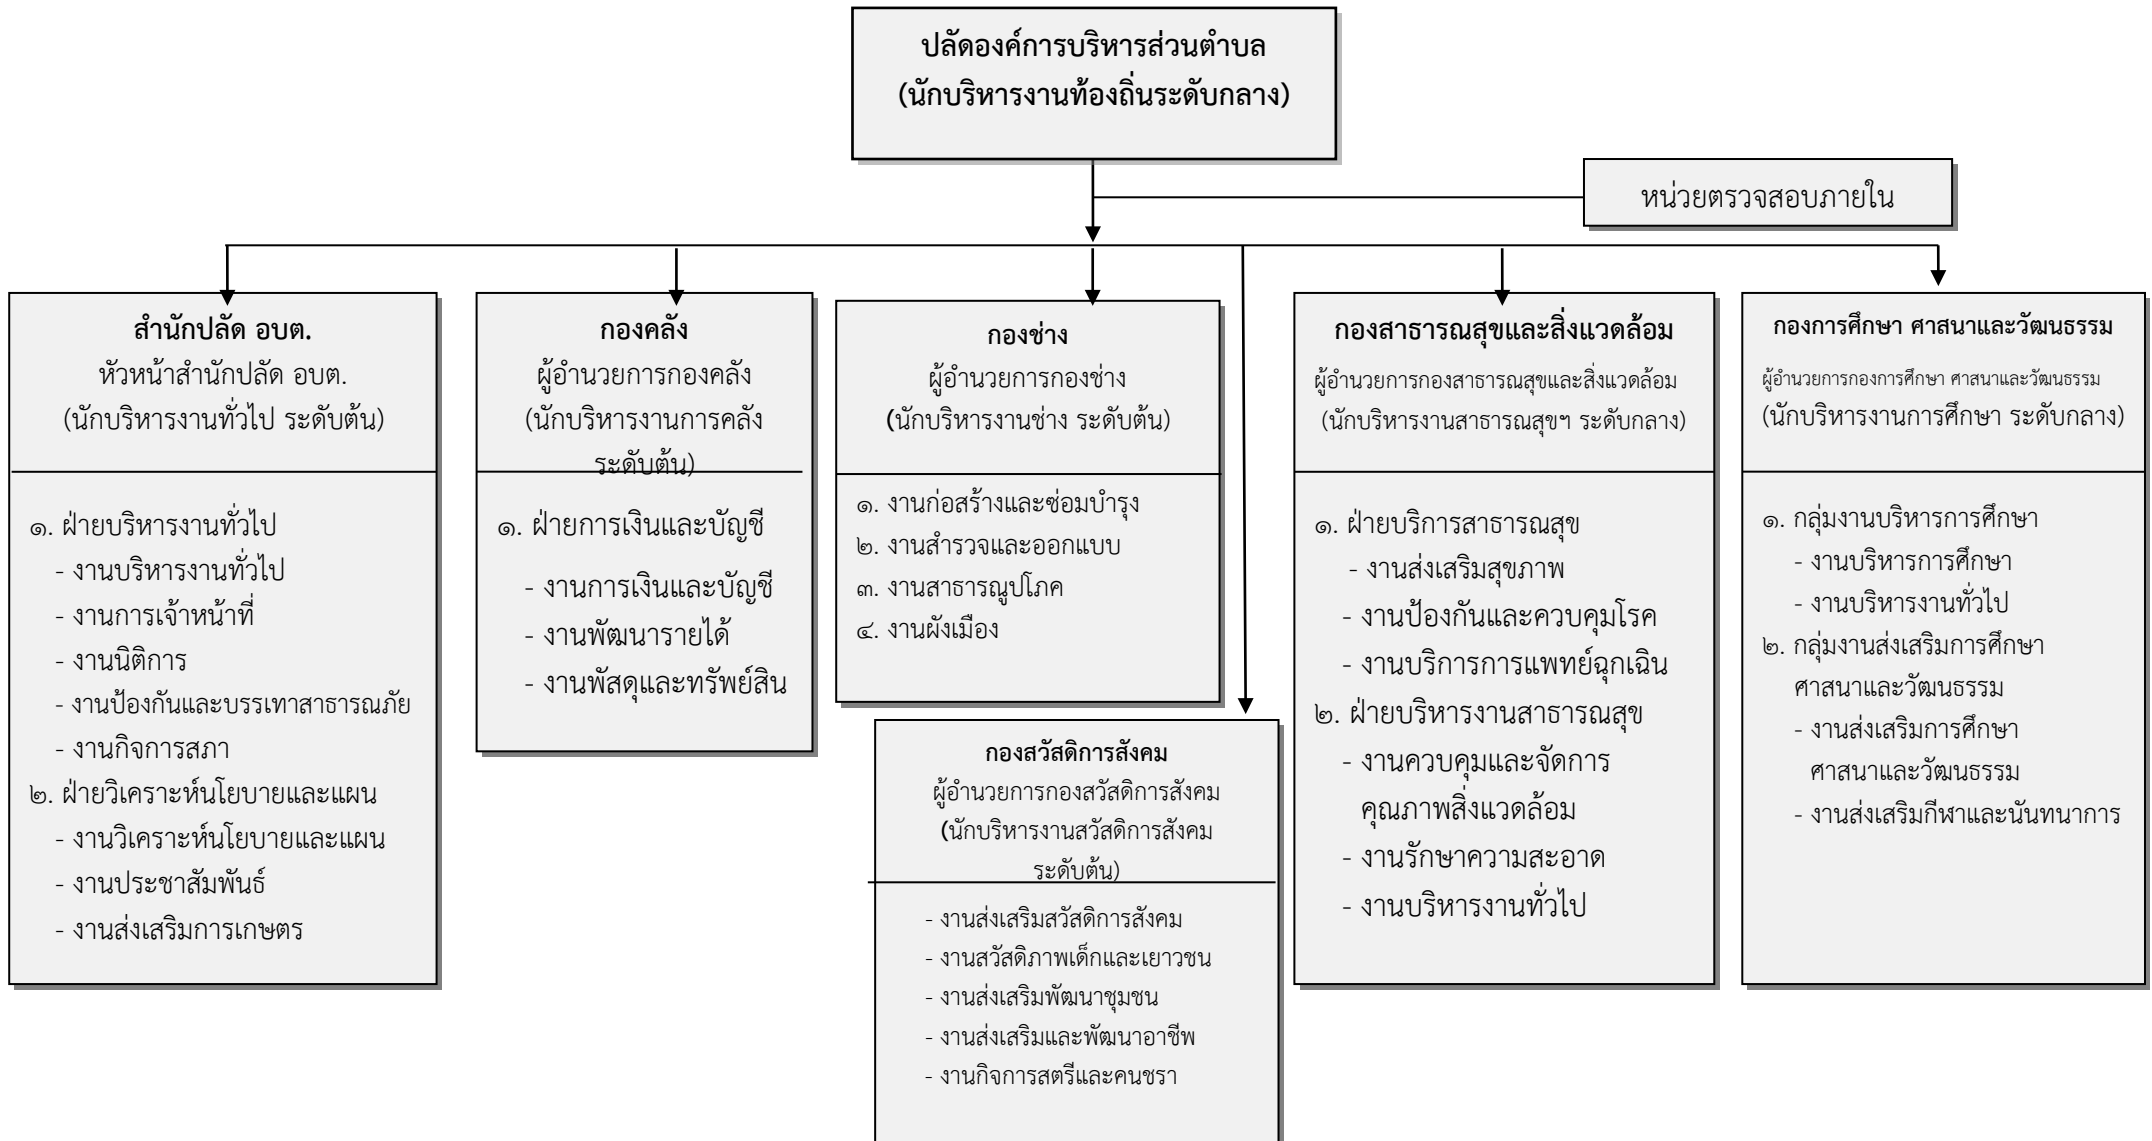 ปลัดองค์การบริหารส่วนตำบล
(นักบริหารงานท้องถิ่นระดับกลาง)
หน่วยตรวจสอบภายใน
สำนักปลัด อบต.
หัวหน้าสำนักปลัด อบต.
(นักบริหารงานทั่วไป ระดับต้น)
๑. ฝ่ายบริหารงานทั่วไป
- งานบริหารงานทั่วไป
- งานการเจ้าหน้าที่
- งานนิติการ
- งานป้องกันและบรรเทาสาธารณภัย
- งานกิจการสภา
๒. ฝ่ายวิเคราะห์นโยบายและแผน
- งานวิเคราะห์นโยบายและแผน
- งานประชาสัมพันธ์
- งานส่งเสริมการเกษตร
กองคลัง
ผู้อำนวยการกองคลัง
(นักบริหารงานการคลัง
ระดับต้น)
๑. ฝ่ายการเงินและบัญชี
- งานการเงินและบัญชี
- งานพัฒนารายได้
- งานพัสดุและทรัพย์สิน
กองช่าง
ผู้อำนวยการกองช่าง
(นักบริหารงานช่าง ระดับต้น)
๑. งานก่อสร้างและซ่อมบำรุง
๒. งานสำรวจและออกแบบ
๓. งานสาธารณูปโภค
๔. งานผังเมือง
กองสวัสดิการสังคม
ผู้อำนวยการกองสวัสดิการสังคม
(นักบริหารงานสวัสดิการสังคม
ระดับต้น)
- งานส่งเสริมสวัสดิการสังคม
- งานสวัสดิภาพเด็กและเยาวชน
- งานส่งเสริมพัฒนาชุมชน
- งานส่งเสริมและพัฒนาอาชีพ
- งานกิจการสตรีและคนชรา
กองสาธารณสุขและสิ่งแวดล้อม
ผู้อำนวยการกองสาธารณสุขและสิ่งแวดล้อม
(นักบริหารงานสาธารณสุขฯ ระดับกลาง)
๑. ฝ่ายบริการสาธารณสุข
- งานส่งเสริมสุขภาพ
- งานป้องกันและควบคุมโรค
- งานบริการการแพทย์ฉุกเฉิน
๒. ฝ่ายบริหารงานสาธารณสุข
- งานควบคุมและจัดการ
คุณภาพสิ่งแวดล้อม
- งานรักษาความสะอาด
- งานบริหารงานทั่วไป
กองการศึกษา ศาสนาและวัฒนธรรม
ผู้อำนวยการกองการศึกษา ศาสนาและวัฒนธรรม
(นักบริหารงานการศึกษา ระดับกลาง)
๑. กลุ่มงานบริหารการศึกษา
- งานบริหารการศึกษา
- งานบริหารงานทั่วไป
๒. กลุ่มงานส่งเสริมการศึกษา
ศาสนาและวัฒนธรรม
- งานส่งเสริมการศึกษา
ศาสนาและวัฒนธรรม
- งานส่งเสริมกีฬาและนันทนาการ